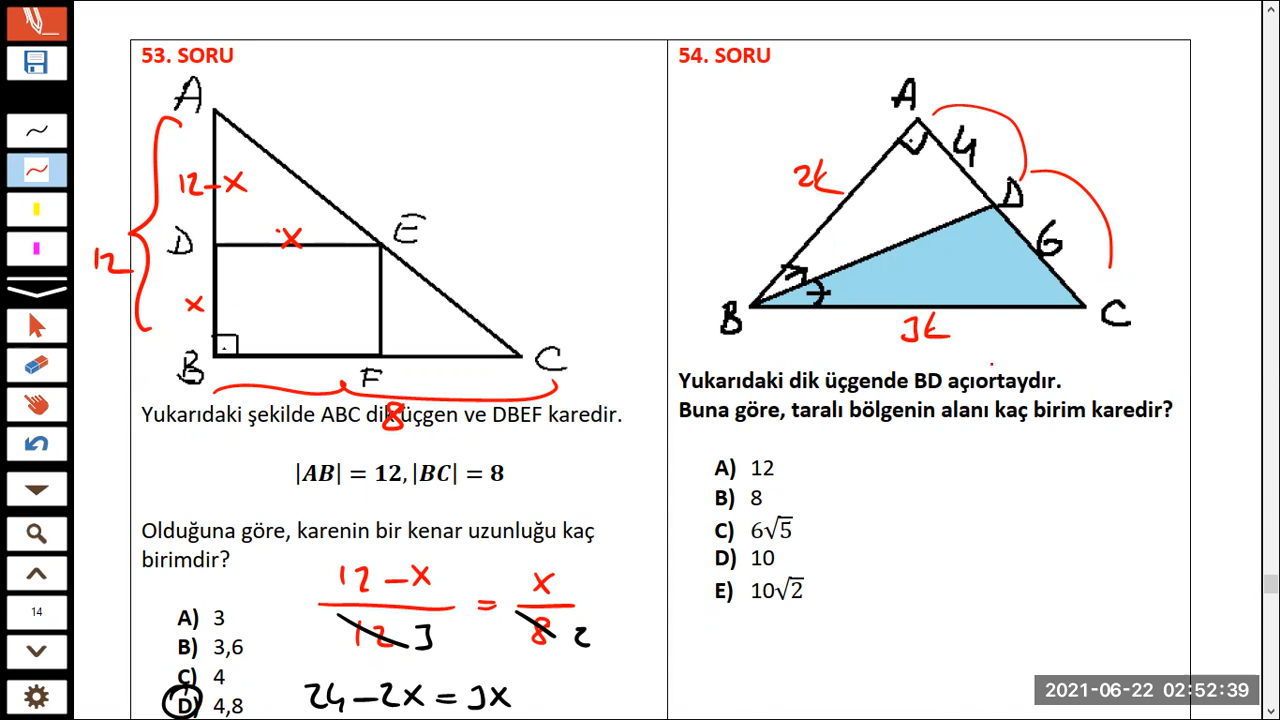 53. SORU
A
12-x
12
D
x
E
x
B
F
C
8
Yukarıdaki şekilde ABC dik üçgen ve DBEF karedir.
|AB| = 12, |BC| = 8
Olduğuna göre, karenin bir kenar uzunluğu kaç
birimdir?
12-x / 12 3 = x / 8 2
24-2x=3x
A) 3
B) 3,6
C) 4
D) 4,8
54. SORU
A
4
2k
D
6
B
3k
C
Yukarıdaki dik üçgende BD açıortaydır.
Buna göre, taralı bölgenin alanı kaç birim karedir?
A) 12
B) 8
C) 6√5
D) 10
E) 10√2
14
2021-06-22 02:52:39